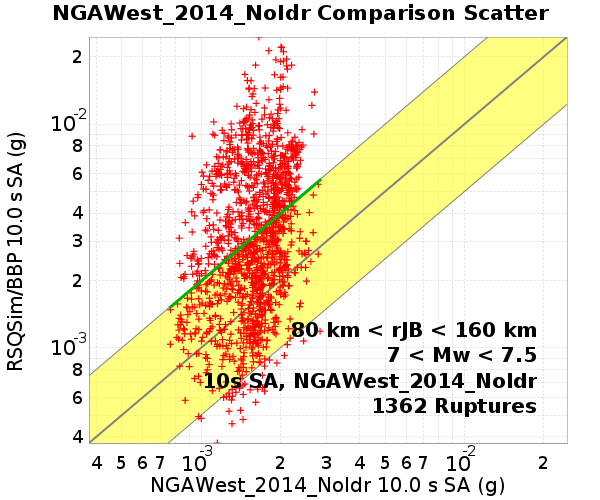 NGAWest_2014_NoIdr Comparison Scatter
RSQSim/BBP 10.0 s SA (g)
2
10-2
8
6
4
3
2
10-3
8
6
4
80 km < rJB < 160 km
7 < Mw < 7.5
10s SA, NGAWest_2014_NoIdr
1362 Ruptures
4 5 6 7 10-3 2 3 4 5 6 7 10-2 2
NGAWest_2014_NoIdr 10.0 s SA (g)